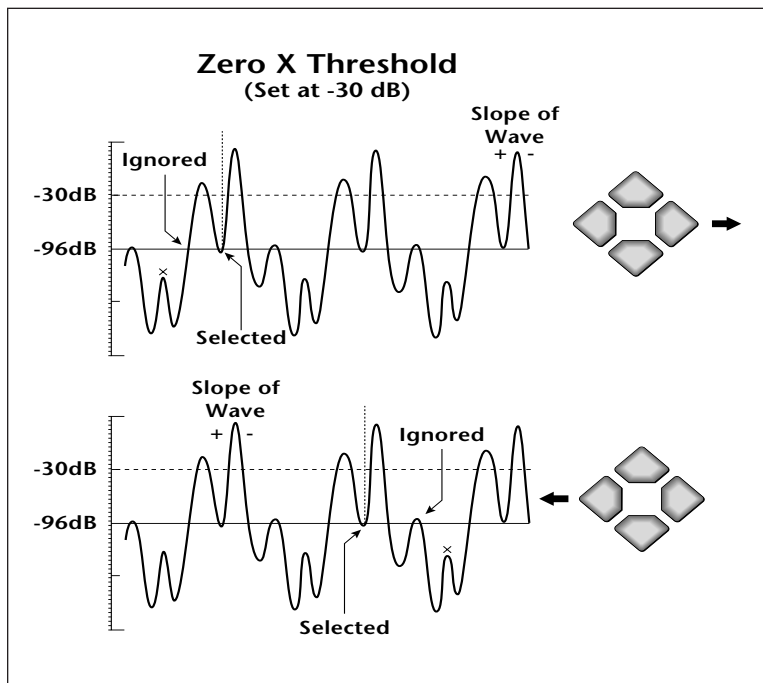 Zero X Threshold
(Set at -30 dB)
Slope of
Wave
+ -
Ignored
-30dB
-96dB
x
Selected
Slope of
Wave
+ -
Ignored
-30dB
-96dB
x
Selected